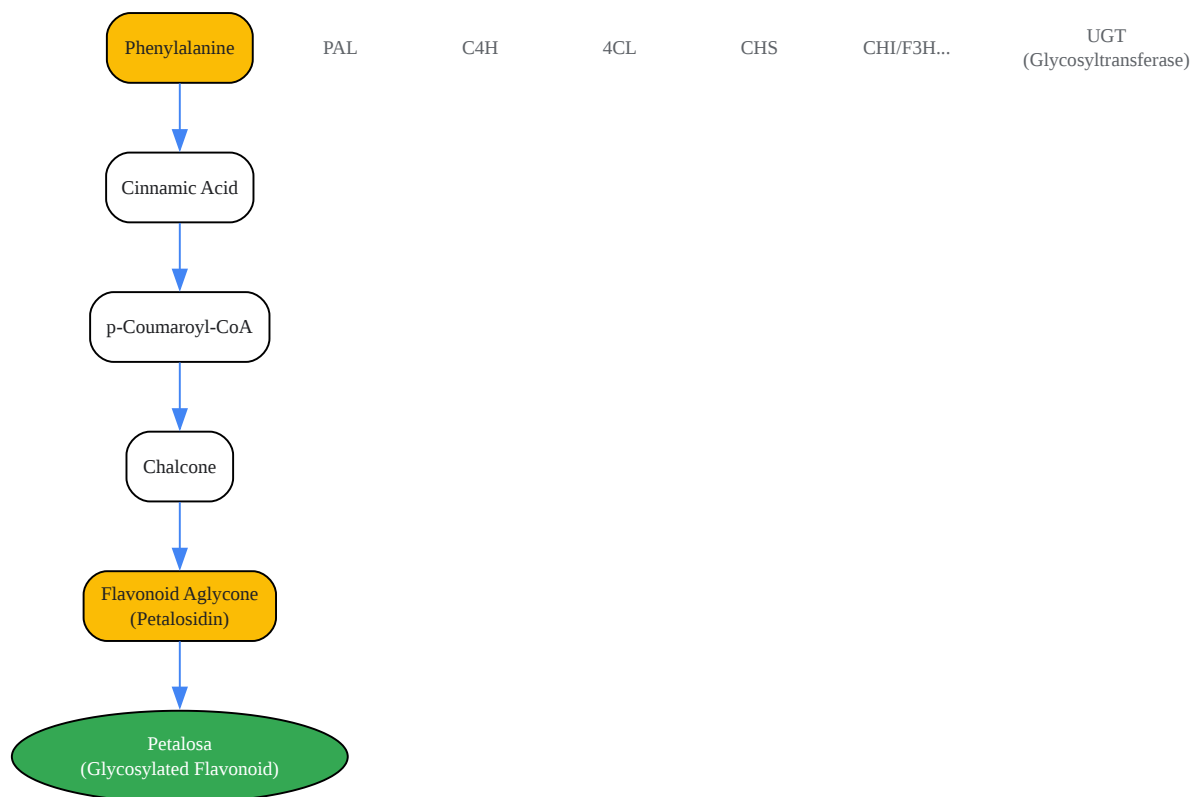 Phenylalanine
PAL
C4H
4CL
CHS
CHI/F3H...
UGT
(Glycosyltransferase)
Cinnamic Acid
p-Coumaroyl-CoA
Chalcone
Flavonoid Aglycone
(Petalosidin)
Petalosa
(Glycosylated Flavonoid)